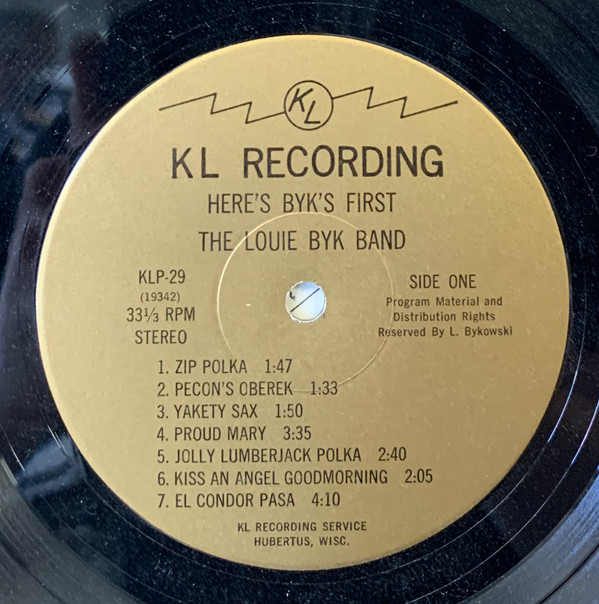 KL
KL RECORDING
HERE'S BYK'S FIRST
THE LOUIE BYK BAND
KLP-29
(19342)
33⅓ RPM
STEREO
SIDE ONE
Program Material and
Distribution Rights
Reserved By L. Bykowski
1. ZIP POLKA 1:47
2. PECON'S OBEREK 1:33
3. YAKETY SAX 1:50
4. PROUD MARY 3:35
5. JOLLY LUMBERJACK POLKA 2:40
6. KISS AN ANGEL GOODMORNING 2:05
7. EL CONDOR PASA 4:10
KL RECORDING SERVICE
HUBERTUS, WISC.